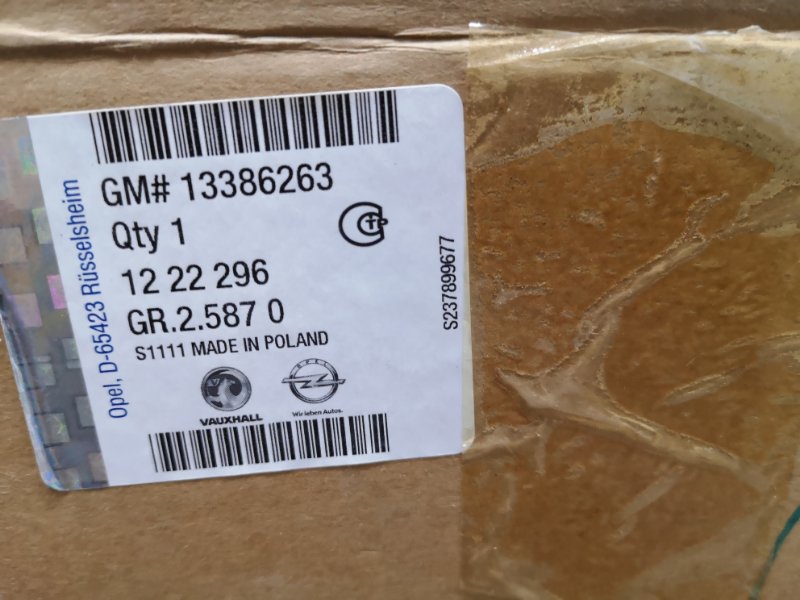 GM# 13386263
Qty 1
12 22 296
GR.2.587 0
S1111 MADE IN POLAND
VAUXHALL
OPEL
Wir leben Autos.
Opel, D-65423 Rüsselsheim
S237899677